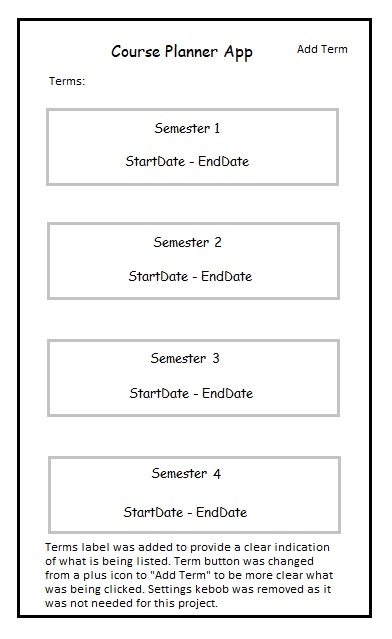 Course Planner App Add Term
Terms:
Semester 1
StartDate - EndDate
Semester 2
StartDate - EndDate
Semester 3
StartDate - EndDate
Semester 4
StartDate - EndDate
Terms label was added to provide a clear indication
of what is being listed. Term button was changed
from a plus icon to "Add Term" to be more clear what
was being clicked. Settings kebob was removed as it
was not needed for this project.